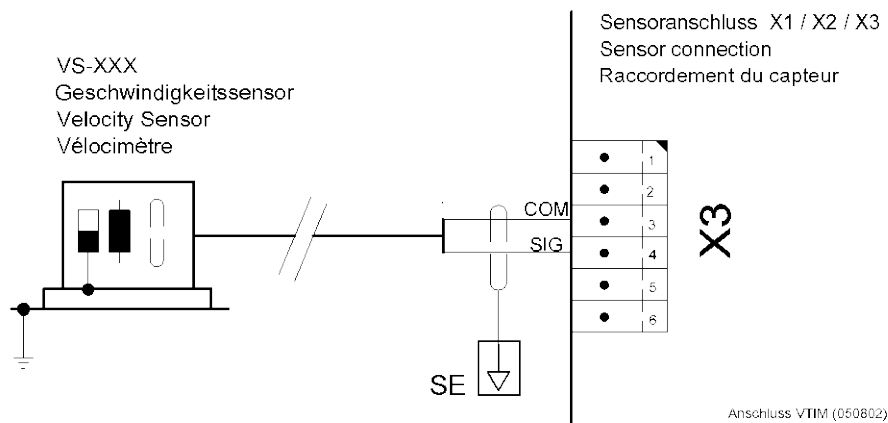 Sensoranschluss X1 / X2 / X3
Sensor connection
Raccordement du capteur
VS-XXX
Geschwindigkeitssensor
Velocity Sensor
Vélocimètre
1
2
COM
3
SIG
4
5
6
X3
SE
Anschluss VTIM (050802)